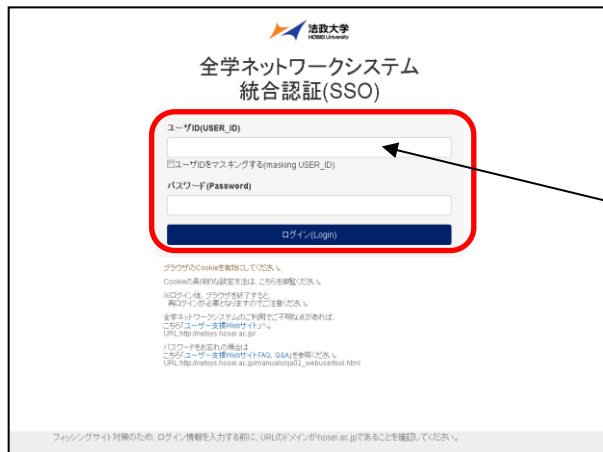 法政大学
HOSEI University
全学ネットワークシステム
統合認証(SSO)
ユーザID(USER_ID)
ユーザIDをマスキングする(masking USER_ID)
パスワード(Password)
ログイン(Login)
ブラウザのCookieを有効にしてください。
Cookieの具体的な設定方法は、こちらを御覧ください。
※ログイン後、ブラウザを終了すると、
再ログインが必要となりますのでご注意ください。
全学ネットワークシステムのご利用でご不明な点があれば、
こちら「ユーザー支援Webサイト」へ。
URL:http://netsys.hosei.ac.jp/
パスワードをお忘れの場合は
こちら「ユーザー支援WebサイトFAQ, Q&A」を参照ください。
URL:http://netsys.hosei.ac.jp/manuals/qa02_webusertool.html
フィッシングサイト対策のため、ログイン情報を入力する前に、URLのドメインがhosei.ac.jpであることを確認してください。